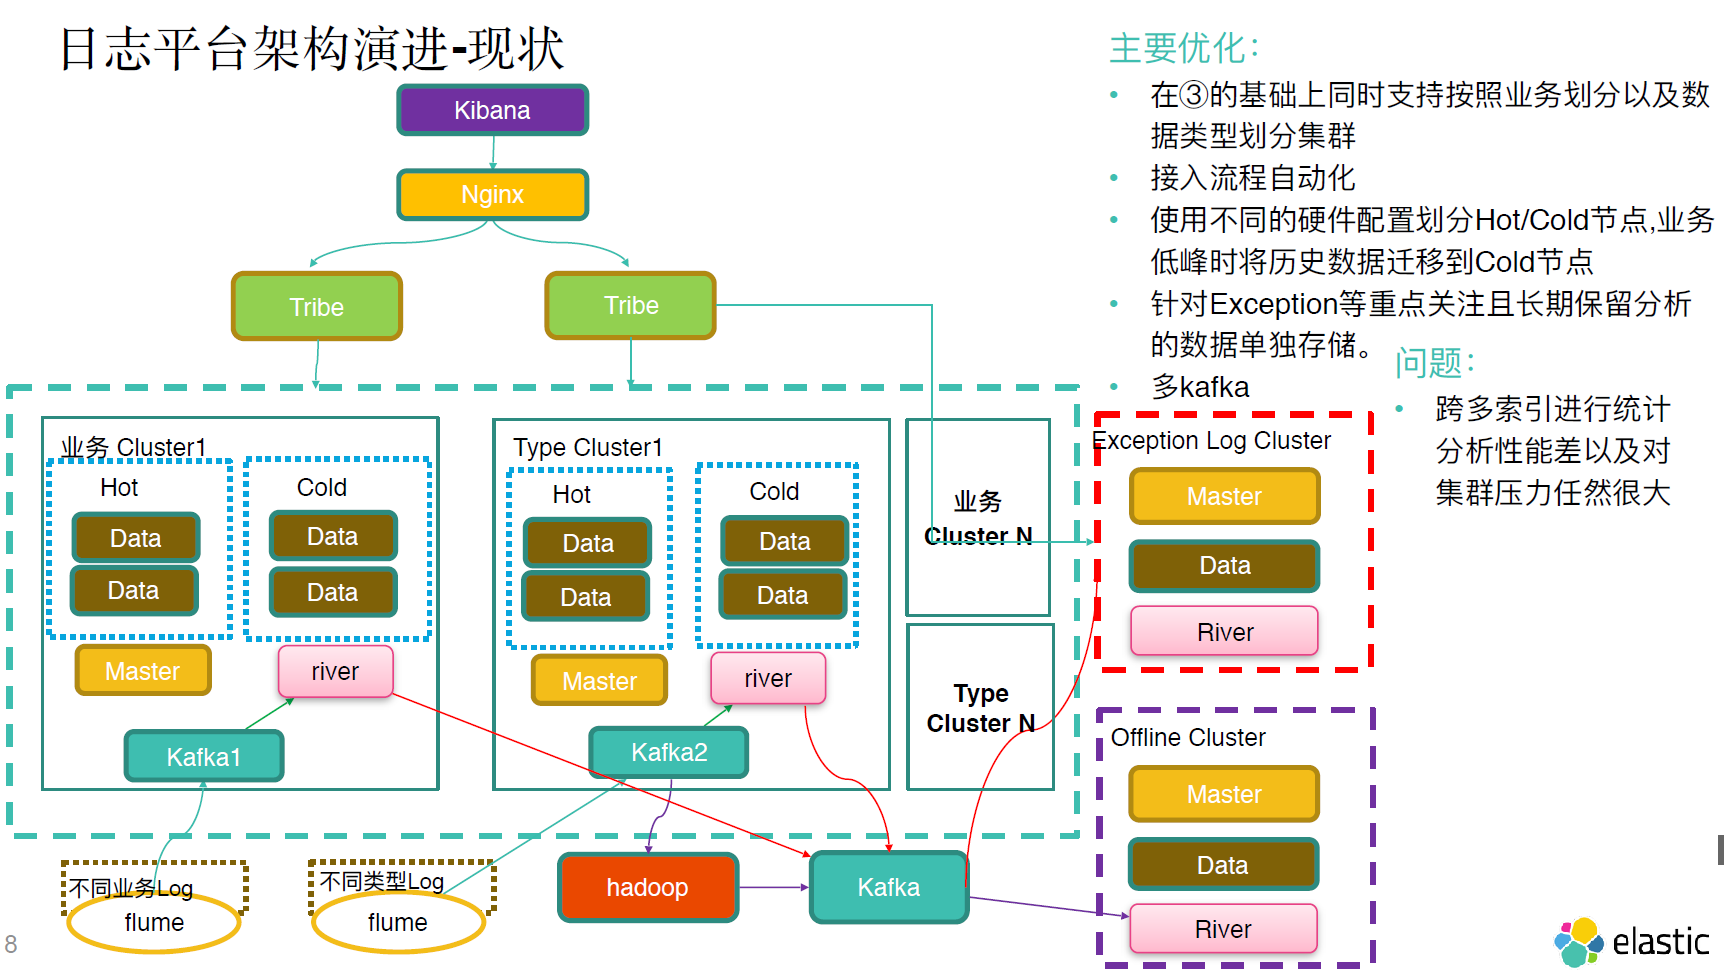 日志平台架构演进-现状
Kibana
Nginx
Tribe
Tribe
业务 Cluster1
Hot
Data
Data
Cold
Data
Data
Master
river
Kafka1
Type Cluster1
Hot
Data
Data
Cold
Data
Data
Master
river
Kafka2
业务
Cluster N
Type
Cluster N
不同业务Log
flume
不同类型Log
flume
hadoop
Kafka
主要优化：
• 在③的基础上同时支持按照业务划分以及数
据类型划分集群
• 接入流程自动化
• 使用不同的硬件配置划分Hot/Cold节点,业务
低峰时将历史数据迁移到Cold节点
• 针对Exception等重点关注且长期保留分析
的数据单独存储。
• 多kafka
问题：
• 跨多索引进行统计
分析性能差以及对
集群压力任然很大
Exception Log Cluster
Master
Data
River
Offline Cluster
Master
Data
River
8
elastic